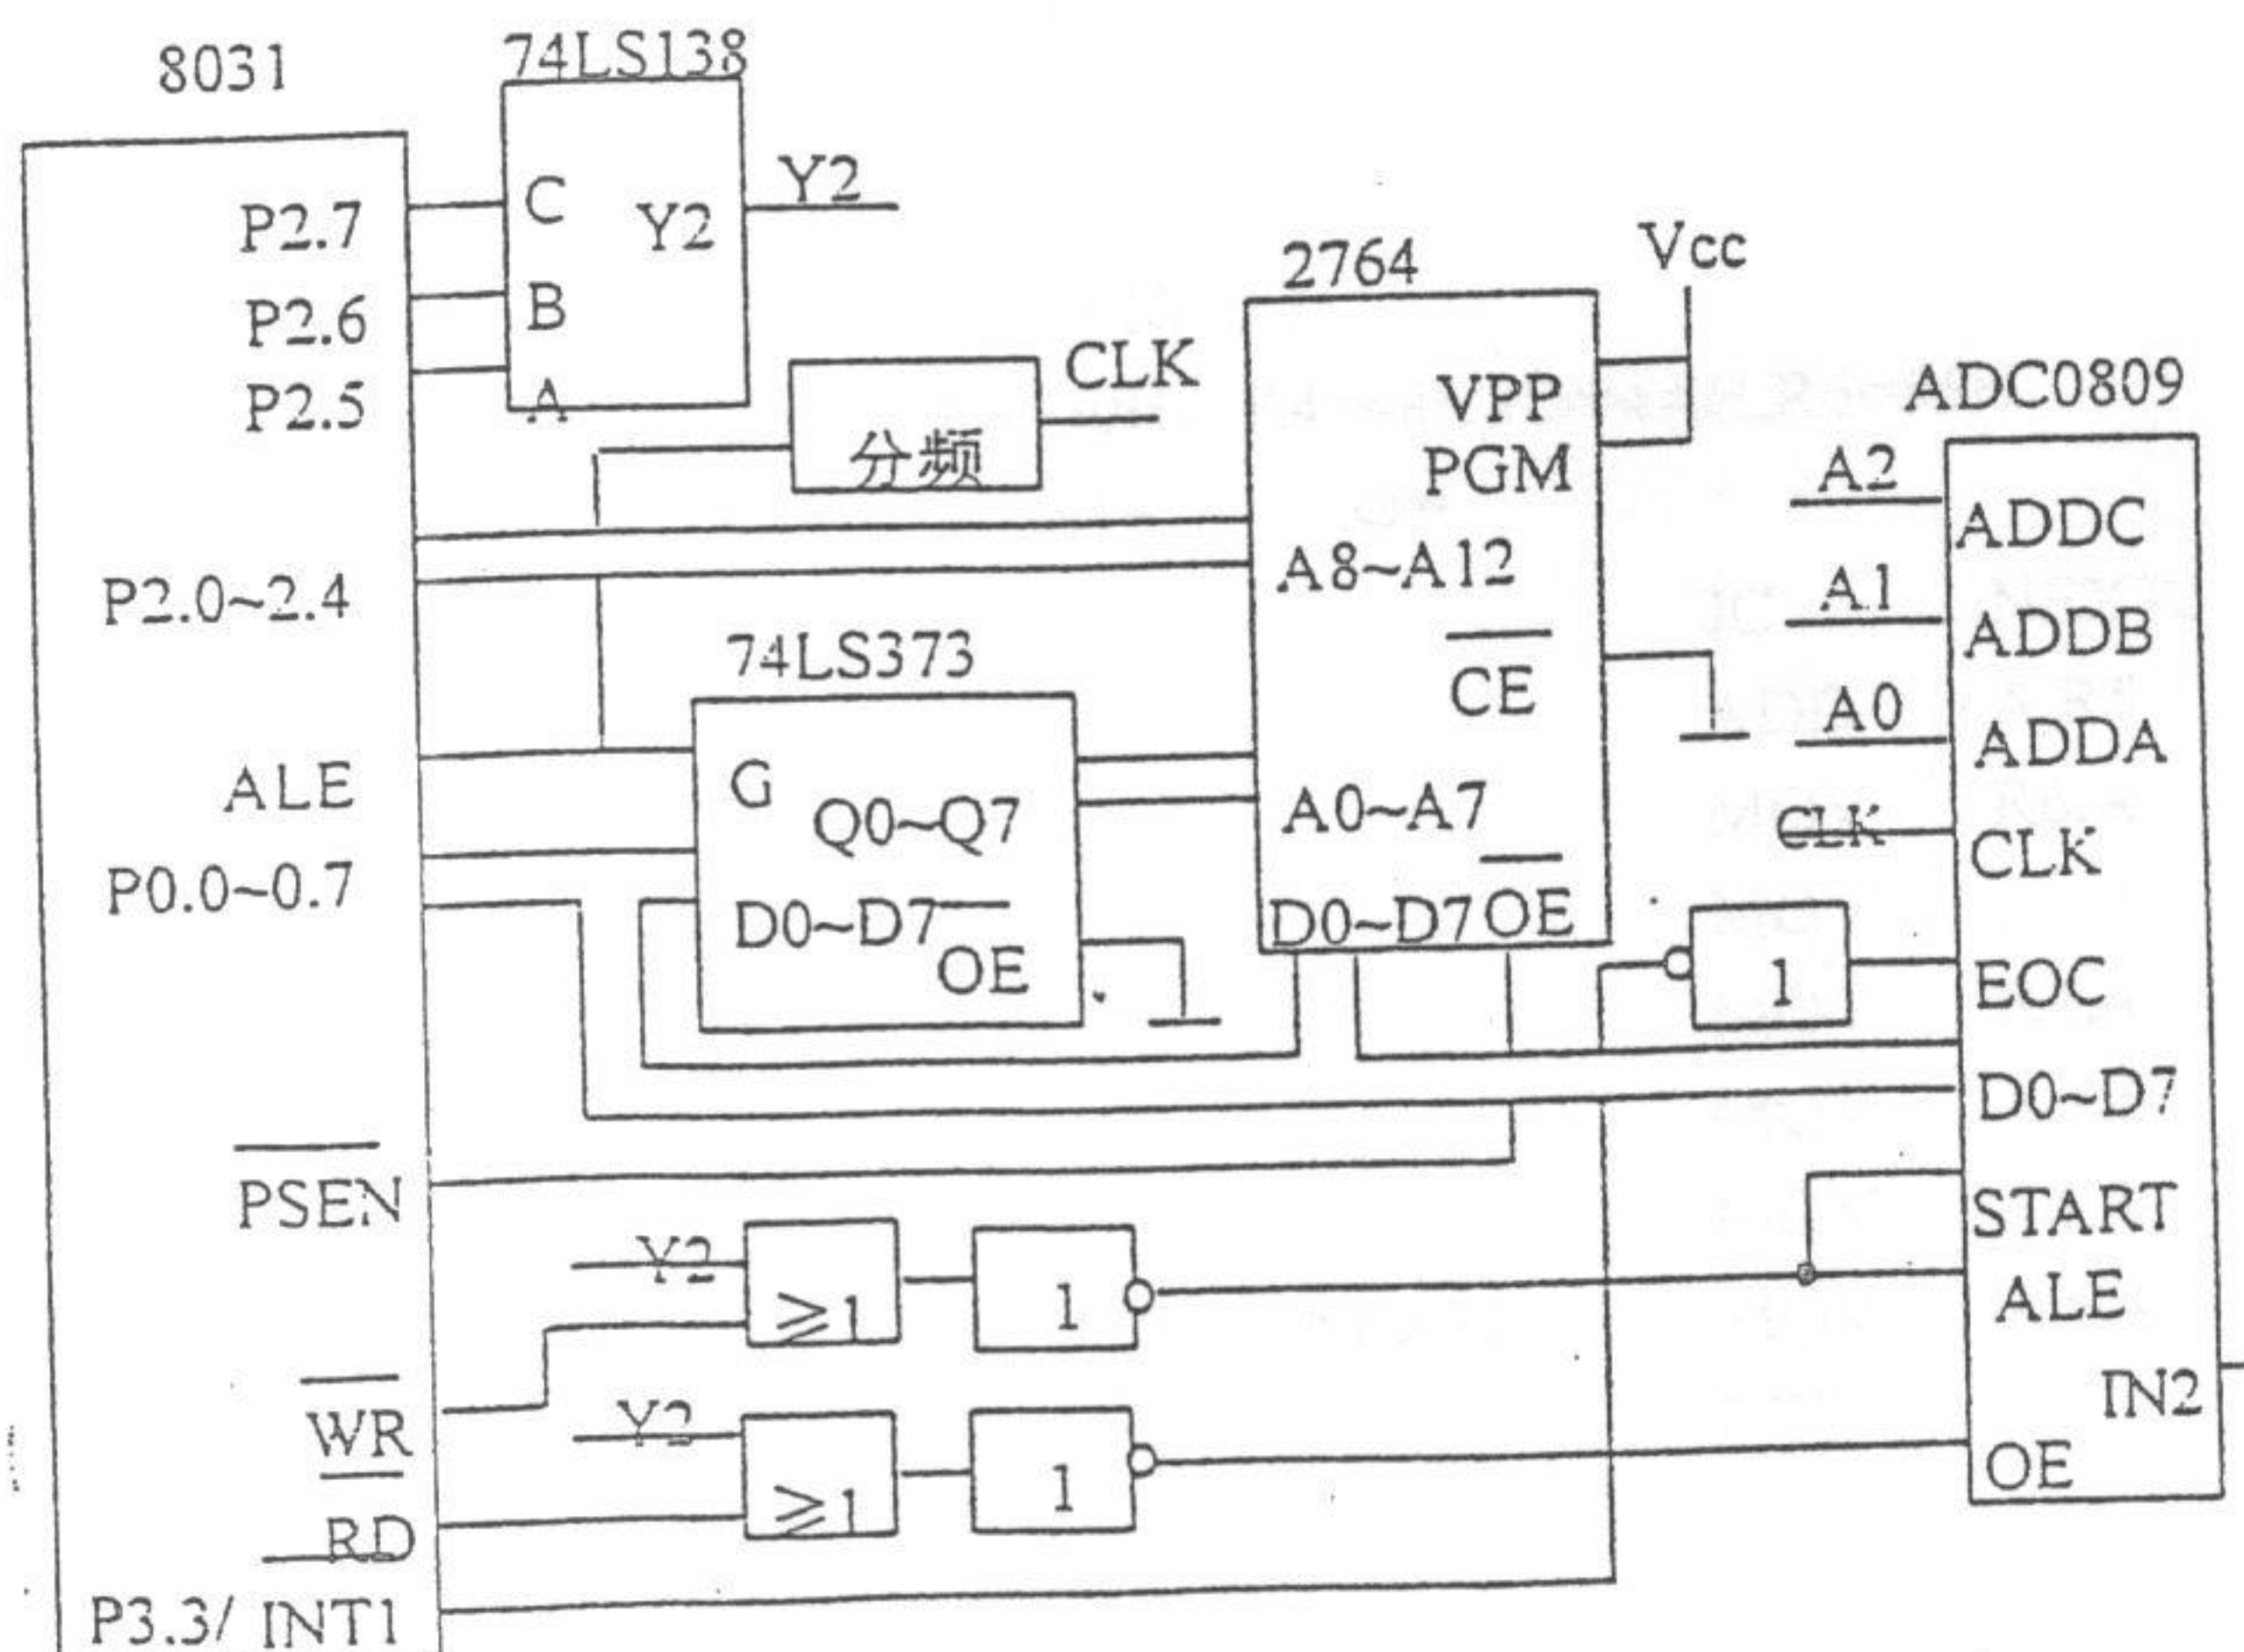 8031
74LS138
P2.7
C
Y2
Y2
P2.6
B
P2.5
A
分频
CLK
2764
Vcc
VPP
PGM
ADC0809
A2
ADDC
P2.0~2.4
A8~A12
A1
ADDB
74LS373
CE
A0
ADDA
ALE
G
Q0~Q7
A0~A7
CLK
CLK
P0.0~0.7
D0~D7
OE
D0~D7
OE
1
EOC
D0~D7
PSEN
START
Y2
≥1
1
ALE
WR
IN2
Y2
≥1
1
OE
RD
P3.3/ INT1